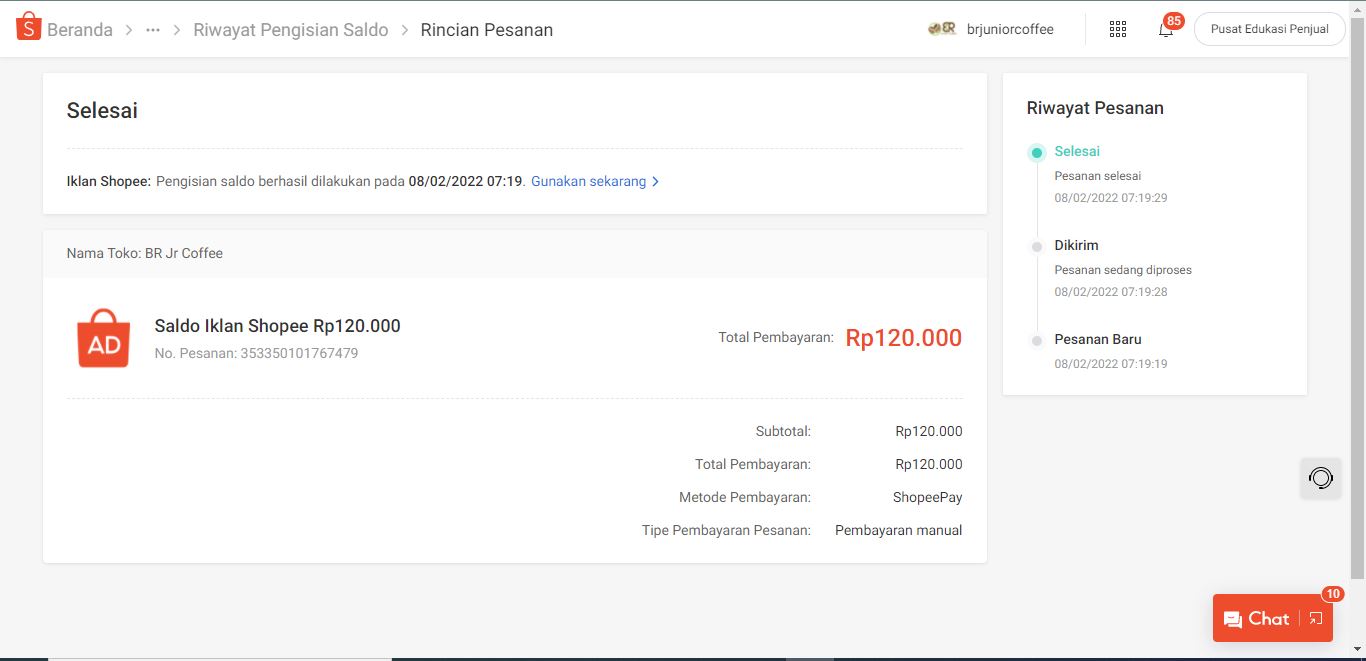 S Beranda > ... > Riwayat Pengisian Saldo > Rincian Pesanan
brjuniorcoffee
85
Pusat Edukasi Penjual
Selesai
Iklan Shopee: Pengisian saldo berhasil dilakukan pada 08/02/2022 07:19. Gunakan sekarang >
Nama Toko: BR Jr Coffee
AD
Saldo Iklan Shopee Rp120.000
No. Pesanan: 353350101767479
Total Pembayaran: Rp120.000
Subtotal: Rp120.000
Total Pembayaran: Rp120.000
Metode Pembayaran: ShopeePay
Tipe Pembayaran Pesanan: Pembayaran manual
Riwayat Pesanan
Selesai
Pesanan selesai
08/02/2022 07:19:29
Dikirim
Pesanan sedang diproses
08/02/2022 07:19:28
Pesanan Baru
08/02/2022 07:19:19
10
Chat